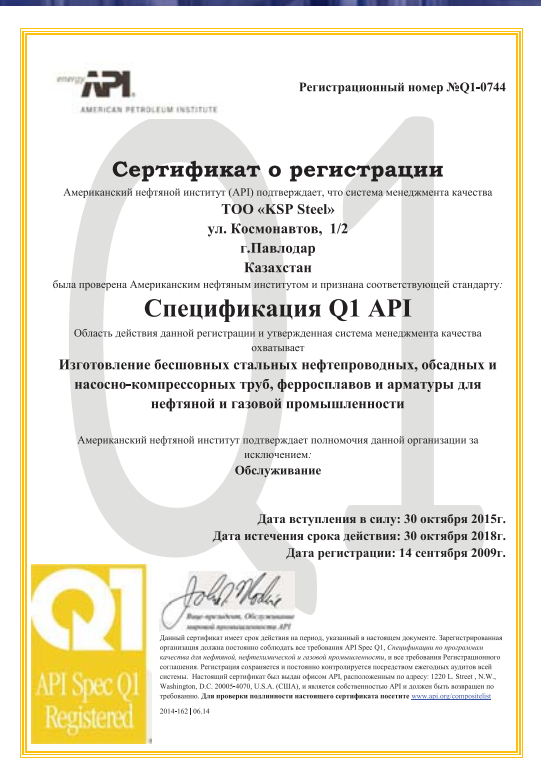 energy API
AMERICAN PETROLEUM INSTITUTE
Регистрационный номер №Q1-0744
Сертификат о регистрации
Американский нефтяной институт (API) подтверждает, что система менеджмента качества
ТОО «KSP Steel»
ул. Космонавтов, 1/2
г.Павлодар
Казахстан
была проверена Американским нефтяным институтом и признана соответствующей стандарту:
Спецификация Q1 API
Область действия данной регистрации и утвержденная система менеджмента качества
охватывает
Изготовление бесшовных стальных нефтепроводных, обсадных и
насосно-компрессорных труб, ферросплавов и арматуры для
нефтяной и газовой промышленности
Американский нефтяной институт подтверждает полномочия данной организации за
исключением:
Обслуживание
Дата вступления в силу: 30 октября 2015г.
Дата истечения срока действия: 30 октября 2018г.
Дата регистрации: 14 сентября 2009г.
Q1
Q1
API Spec Q1
Registered
Вице-президент, Обслуживание
мировой промышленности API
Данный сертификат имеет срок действия на период, указанный в настоящем документе. Зарегистрированная
организация должна постоянно соблюдать все требования API Spec Q1, Спецификации по программам
качества для нефтяной, нефтехимической и газовой промышленности, и все требования Регистрационного
соглашения. Регистрация сохраняется и постоянно контролируется посредством ежегодных аудитов всей
системы. Настоящий сертификат был выдан офисом API, расположенным по адресу: 1220 L. Street , N.W.,
Washington, D.C. 20005-4070, U.S.A. (США), и является собственностью API и должен быть возвращен по
требованию. Для проверки подлинности настоящего сертификата посетите www.api.org/compositelist
2014-162 | 06.14